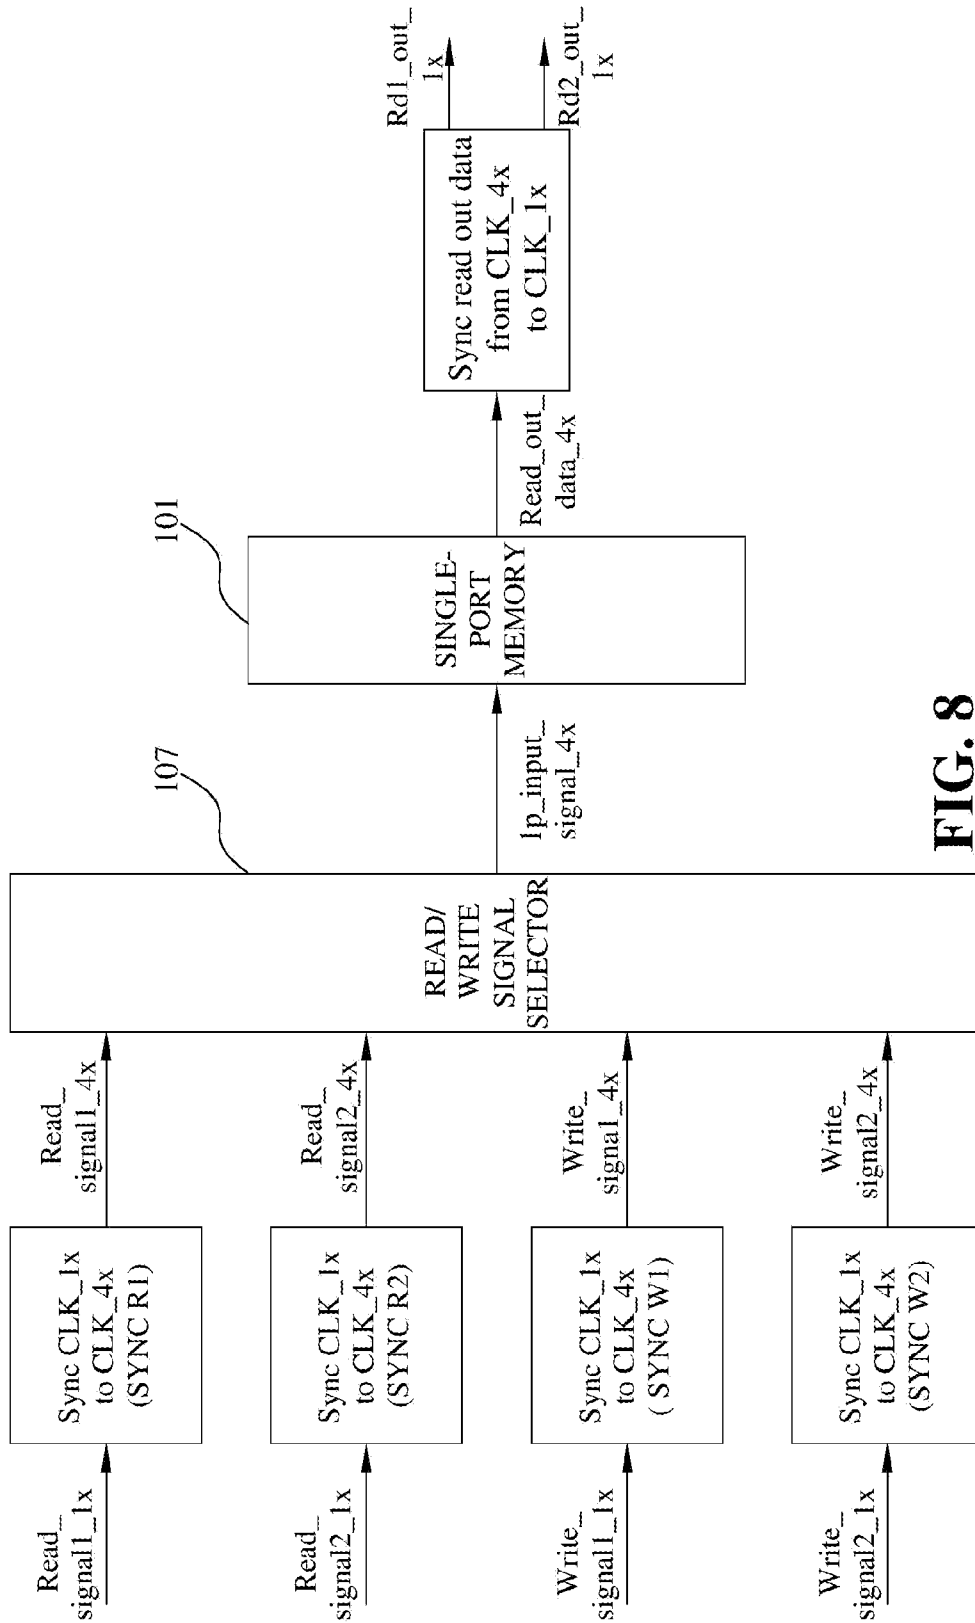 Read_
signal1_1x
Sync CLK_1x
to CLK_4x
(SYNC R1)
Read_
signal1_4x
Read_
signal2_1x
Sync CLK_1x
to CLK_4x
(SYNC R2)
Read_
signal2_4x
Write_
signal1_1x
Sync CLK_1x
to CLK_4x
( SYNC W1)
Write_
signal_4x
Write_
signal2_1x
Sync CLK_1x
to CLK_4x
(SYNC W2)
Write_
signal2_4x
107
READ/
WRITE
SIGNAL
SELECTOR
1p_input_
signal_4x
101
SINGLE-
PORT
MEMORY
Read_out_
data_4x
Sync read out data
from CLK_4x
to CLK_1x
Rd1_out_
1x
Rd2_out_
1x
FIG. 8